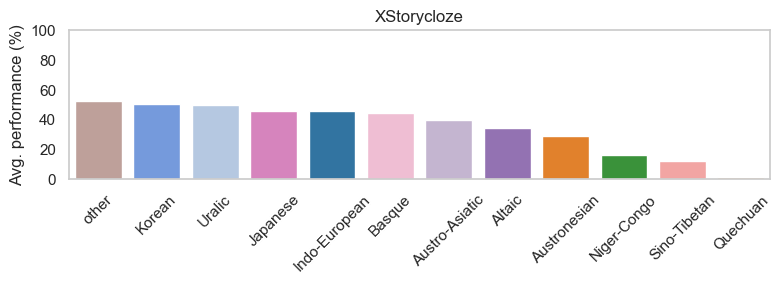 XStorycloze
Avg. performance (%)
100
80
60
40
20
0
other
Korean
Uralic
Japanese
Indo-European
Basque
Austro-Asiatic
Altaic
Austronesian
Niger-Congo
Sino-Tibetan
Quechuan